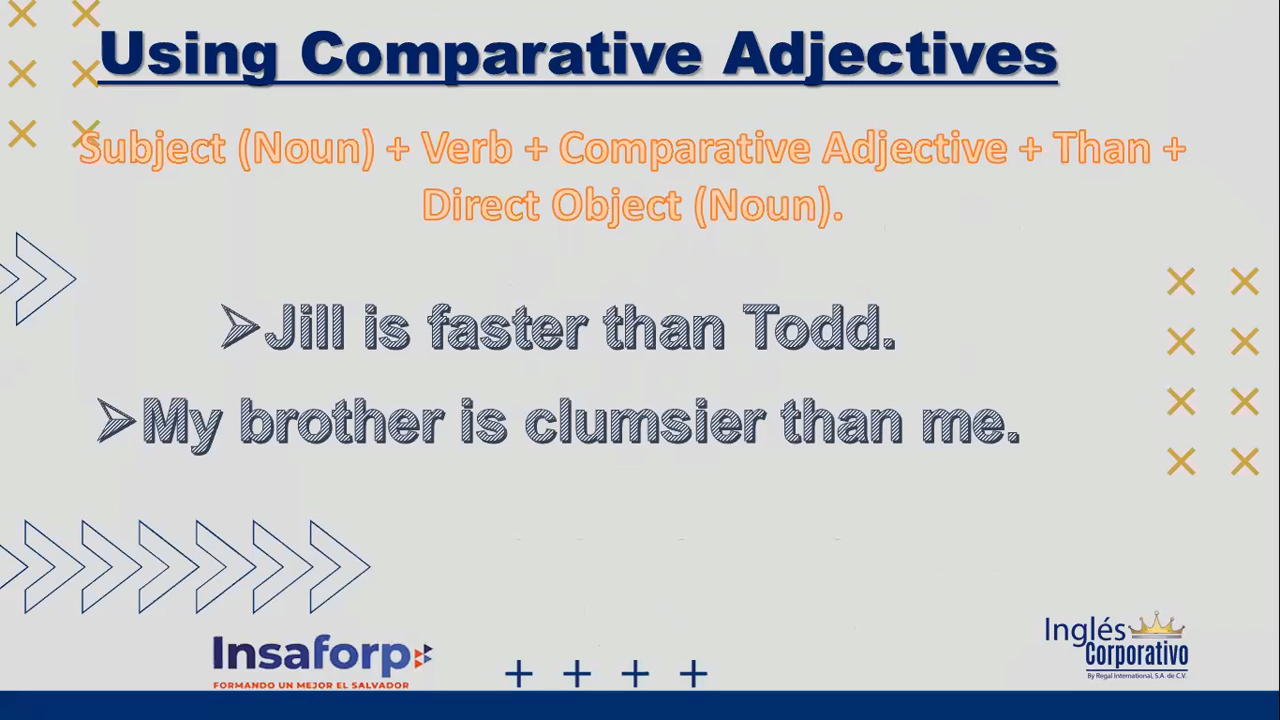 Using Comparative Adjectives
Subject (Noun) + Verb + Comparative Adjective + Than +
Direct Object (Noun).
➢Jill is faster than Todd.
➢My brother is clumsier than me.
Insaforp
FORMANDO UN MEJOR EL SALVADOR
Inglés
Corporativo
By Regal International, S.A. de C.V.